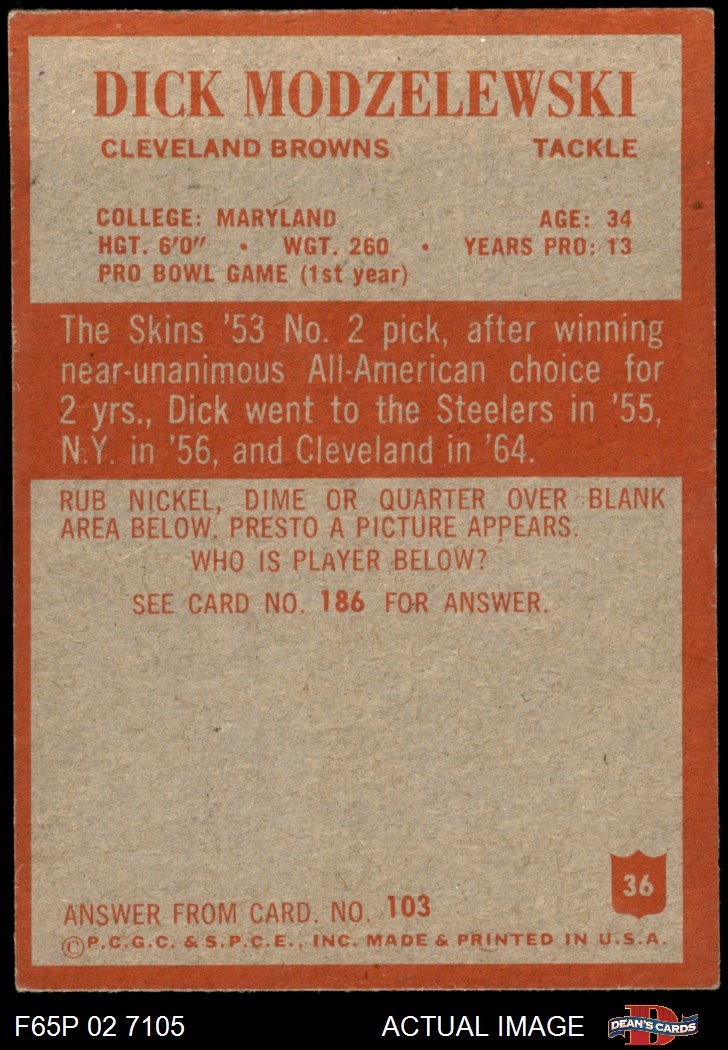 DICK MODZELEWSKI
CLEVELAND BROWNS TACKLE
COLLEGE: MARYLAND AGE: 34
HGT. 6'0" • WGT. 260 • YEARS PRO: 13
PRO BOWL GAME (1st year)
The Skins '53 No. 2 pick, after winning
near-unanimous All-American choice for
2 yrs., Dick went to the Steelers in '55,
N.Y. in '56, and Cleveland in '64.
RUB NICKEL, DIME OR QUARTER OVER BLANK
AREA BELOW. PRESTO A PICTURE APPEARS.
WHO IS PLAYER BELOW?
SEE CARD NO. 186 FOR ANSWER.
36
ANSWER FROM CARD. NO. 103
©P.C.G.C. & S.P.C.E., INC. MADE & PRINTED IN U.S.A.
F65P 02 7105 ACTUAL IMAGE D DEAN'S CARDS